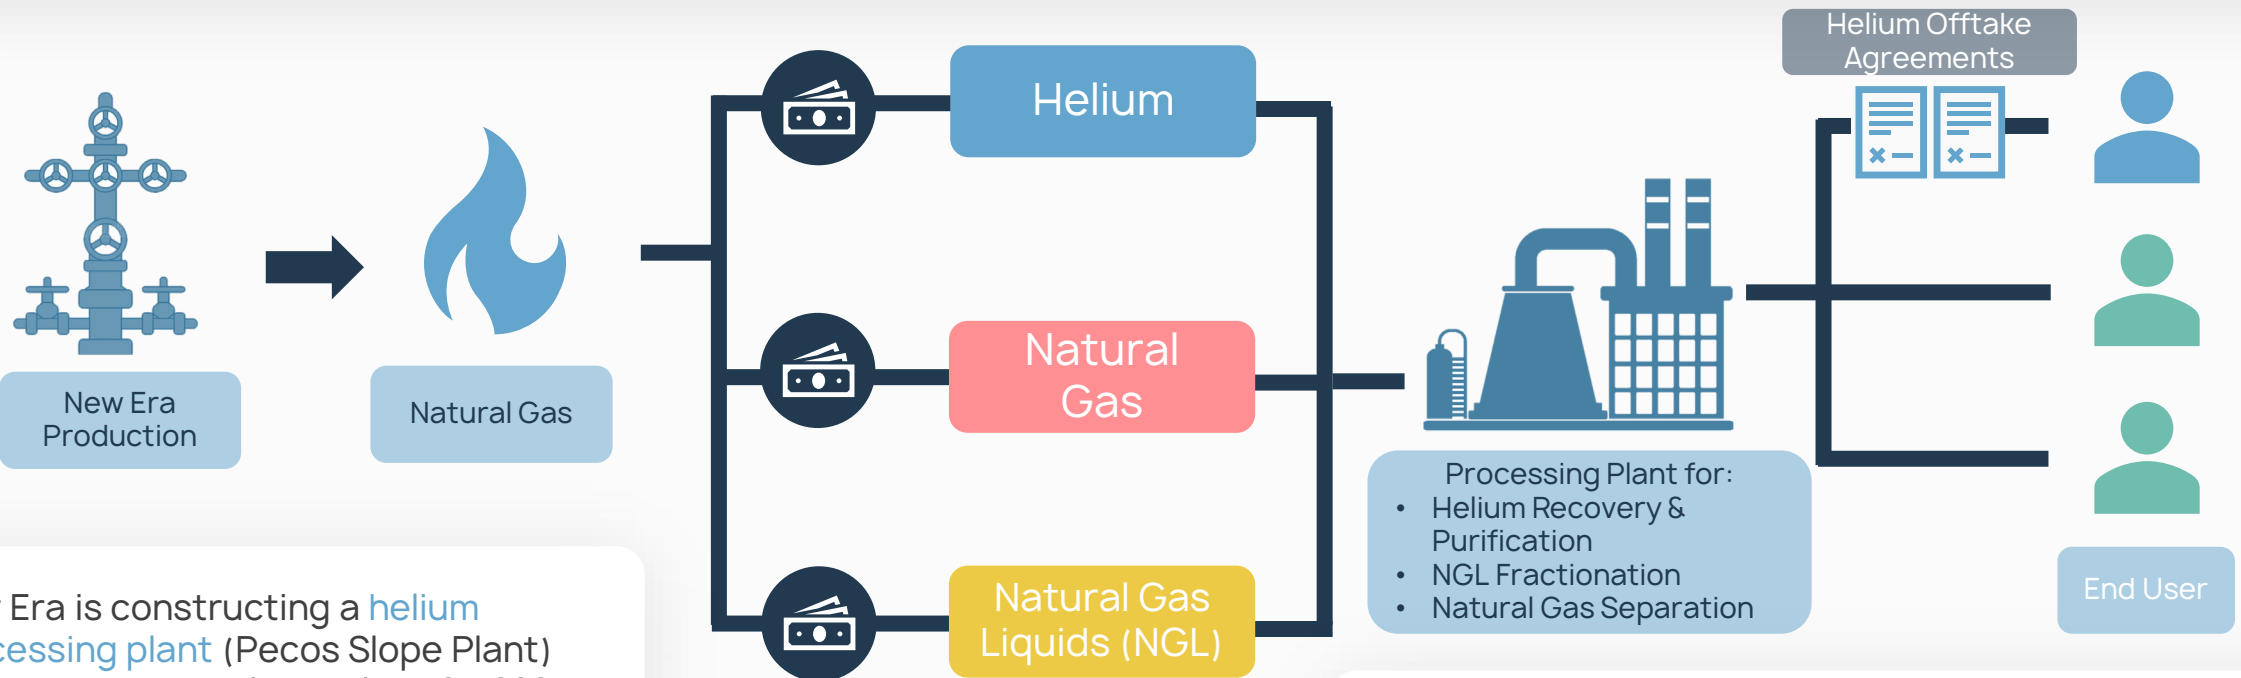 Helium Offtake
Agreements
Helium
New Era
Production
Natural Gas
Natural
Gas
Natural Gas
Liquids (NGL)
Processing Plant for:
• Helium Recovery &
Purification
• NGL Fractionation
• Natural Gas Separation
End User
Era is constructing a helium
processing plant (Pecos Slope Plant)